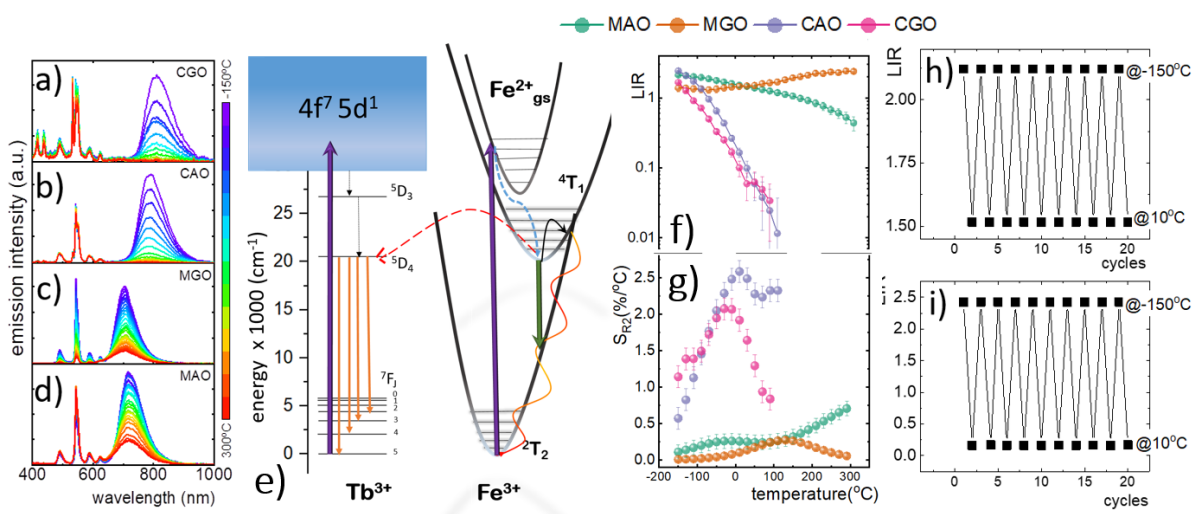 MAO MGO CAO CGO
a) CGO
b) CAO
c) MGO
d) MAO
emission intensity (a.u.)
400 600 800 1000
wavelength (nm)
-150°C
300°C
e)
4f⁷ 5d¹
energy x 1000 (cm⁻¹)
25
20
15
10
5
0
⁵D₃
⁵D₄
⁷F_J
0
1
2
3
4
5
Tb³⁺
Fe²⁺gs
⁴T₁
²T₂
Fe³⁺
LIR
10
1
0.1
0.01
f)
g)
S_R2(%/°C)
2.5
2.0
1.5
1.0
0.5
0.0
-200 -100 0 100 200 300
temperature(°C)
h)
LIR
2.00
1.75
1.50
@-150°C
@10°C
0 5 10 15 20
cycles
i)
2.5
2.0
1.5
1.0
0.5
0.0
@-150°C
@10°C
0 5 10 15 20
cycles